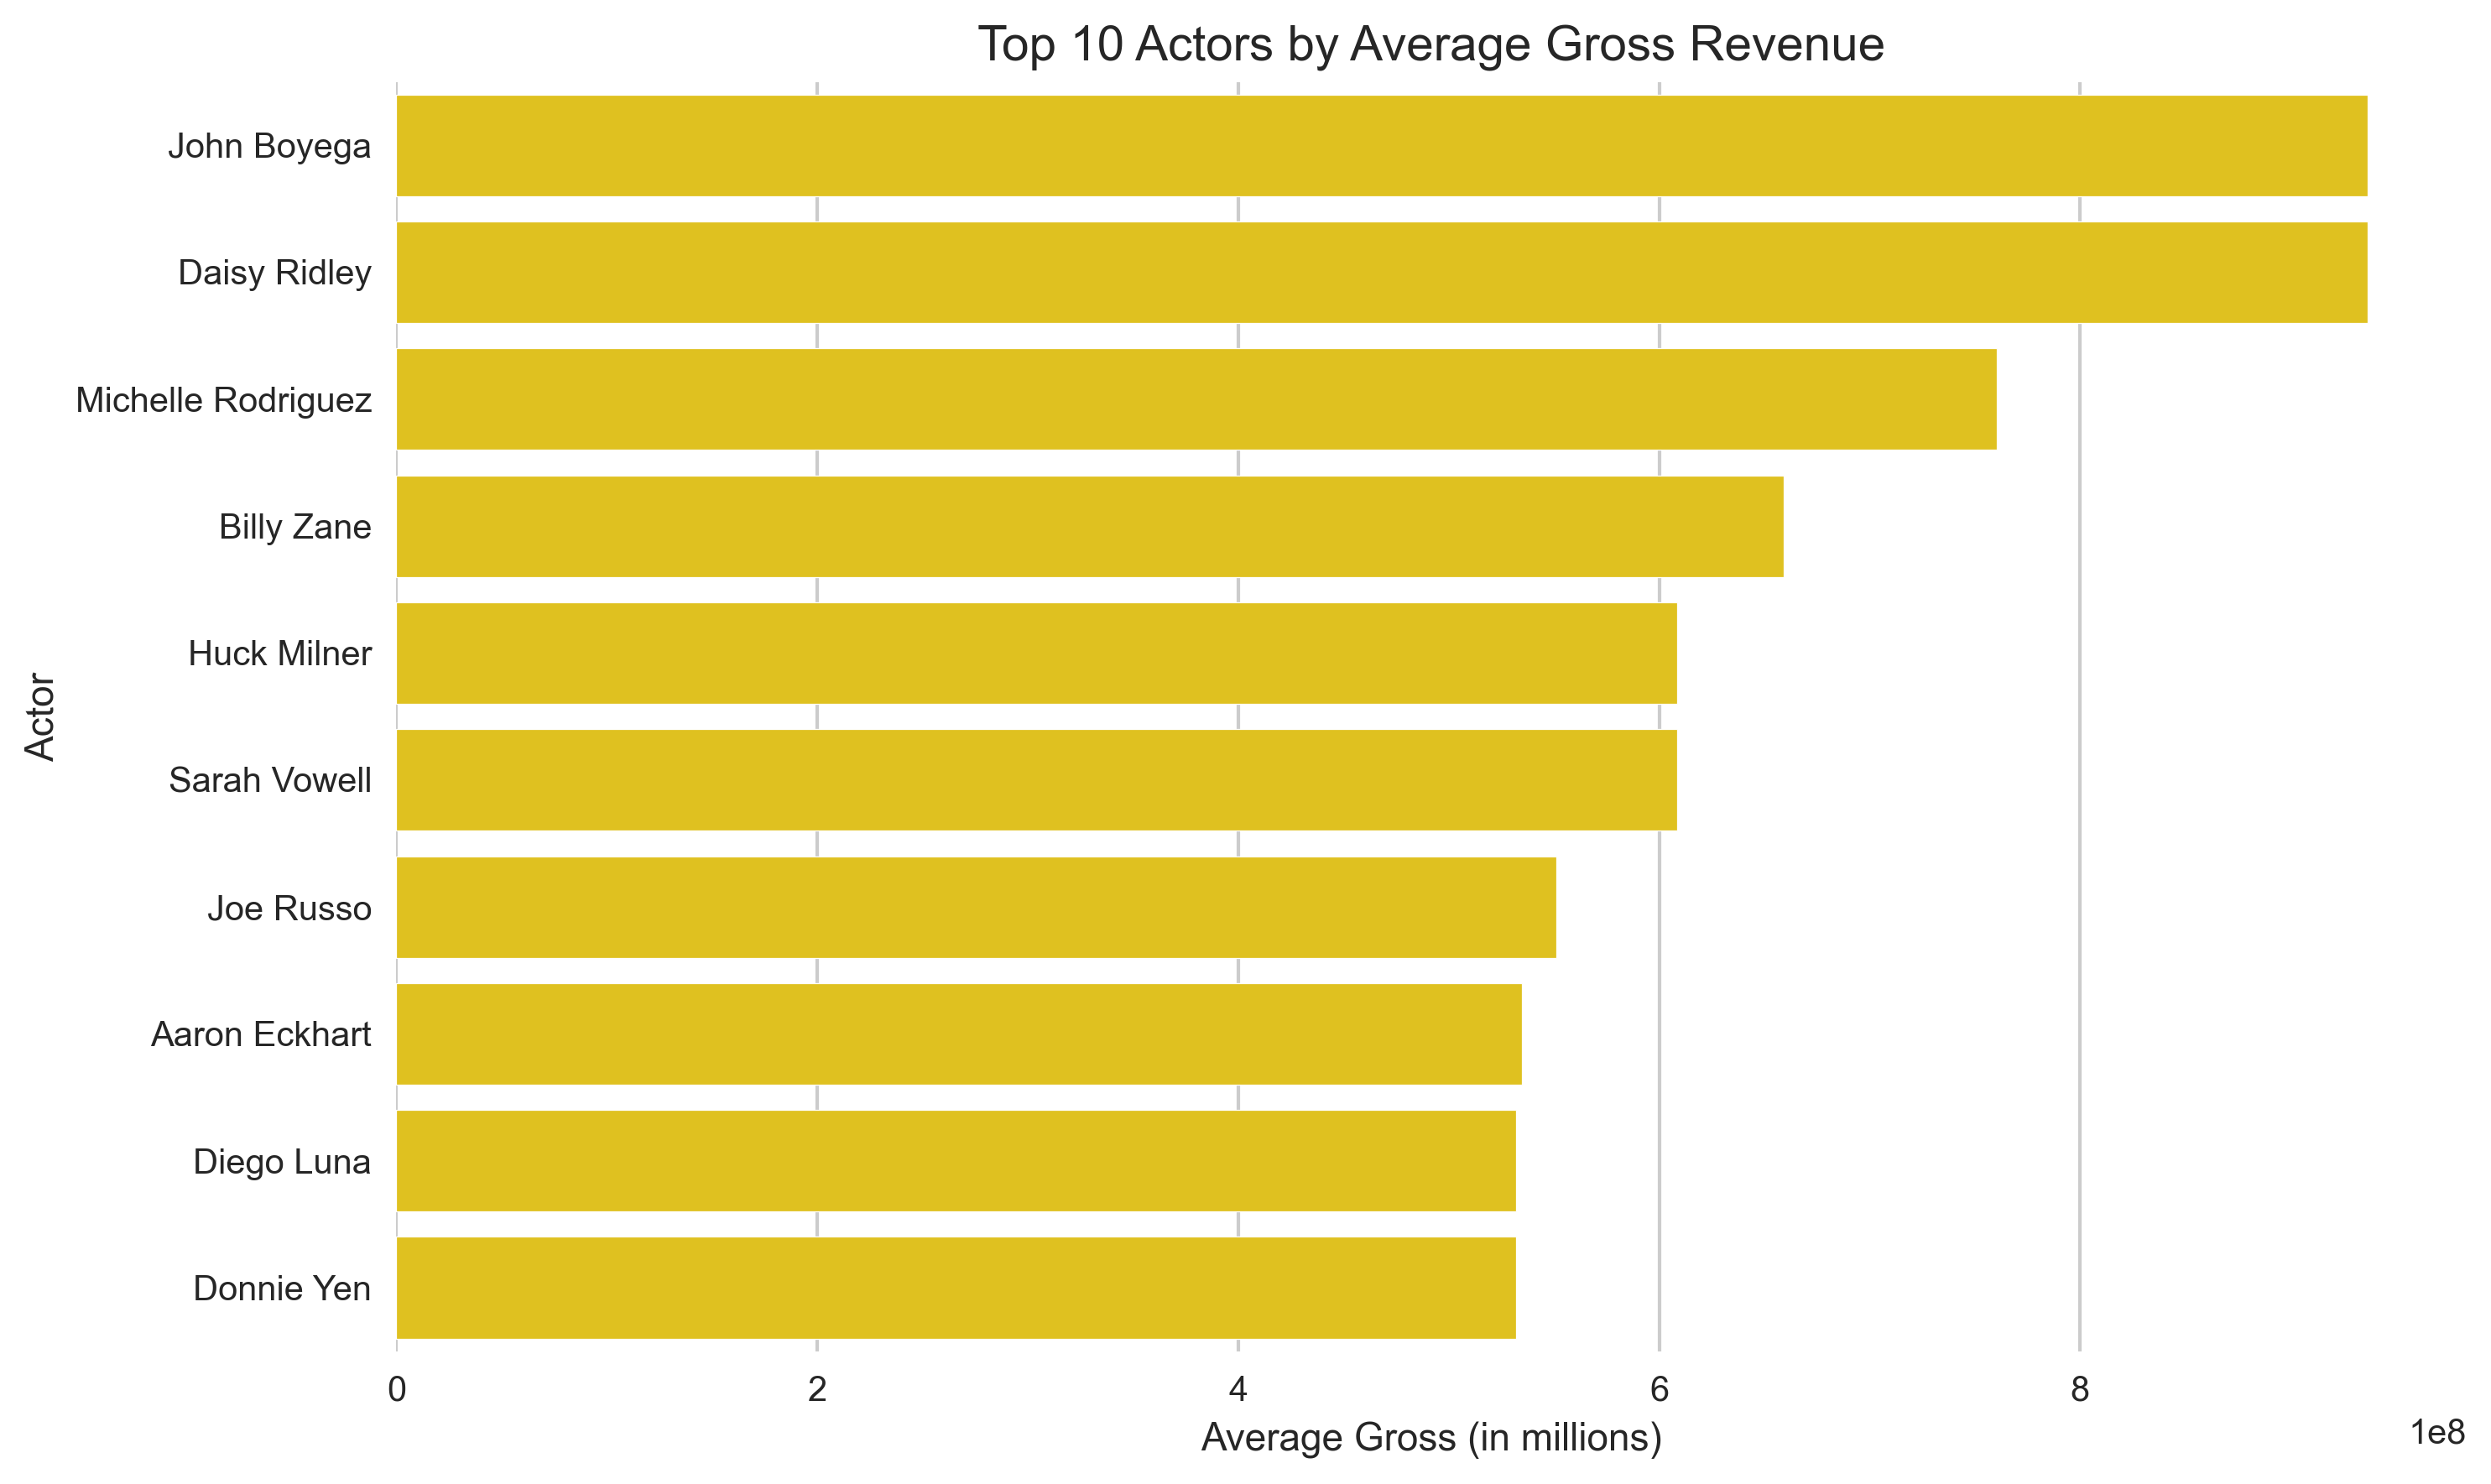 Top 10 Actors by Average Gross Revenue
Actor
John Boyega
Daisy Ridley
Michelle Rodriguez
Billy Zane
Huck Milner
Sarah Vowell
Joe Russo
Aaron Eckhart
Diego Luna
Donnie Yen
0 2 4 6 8
Average Gross (in millions)
1e8